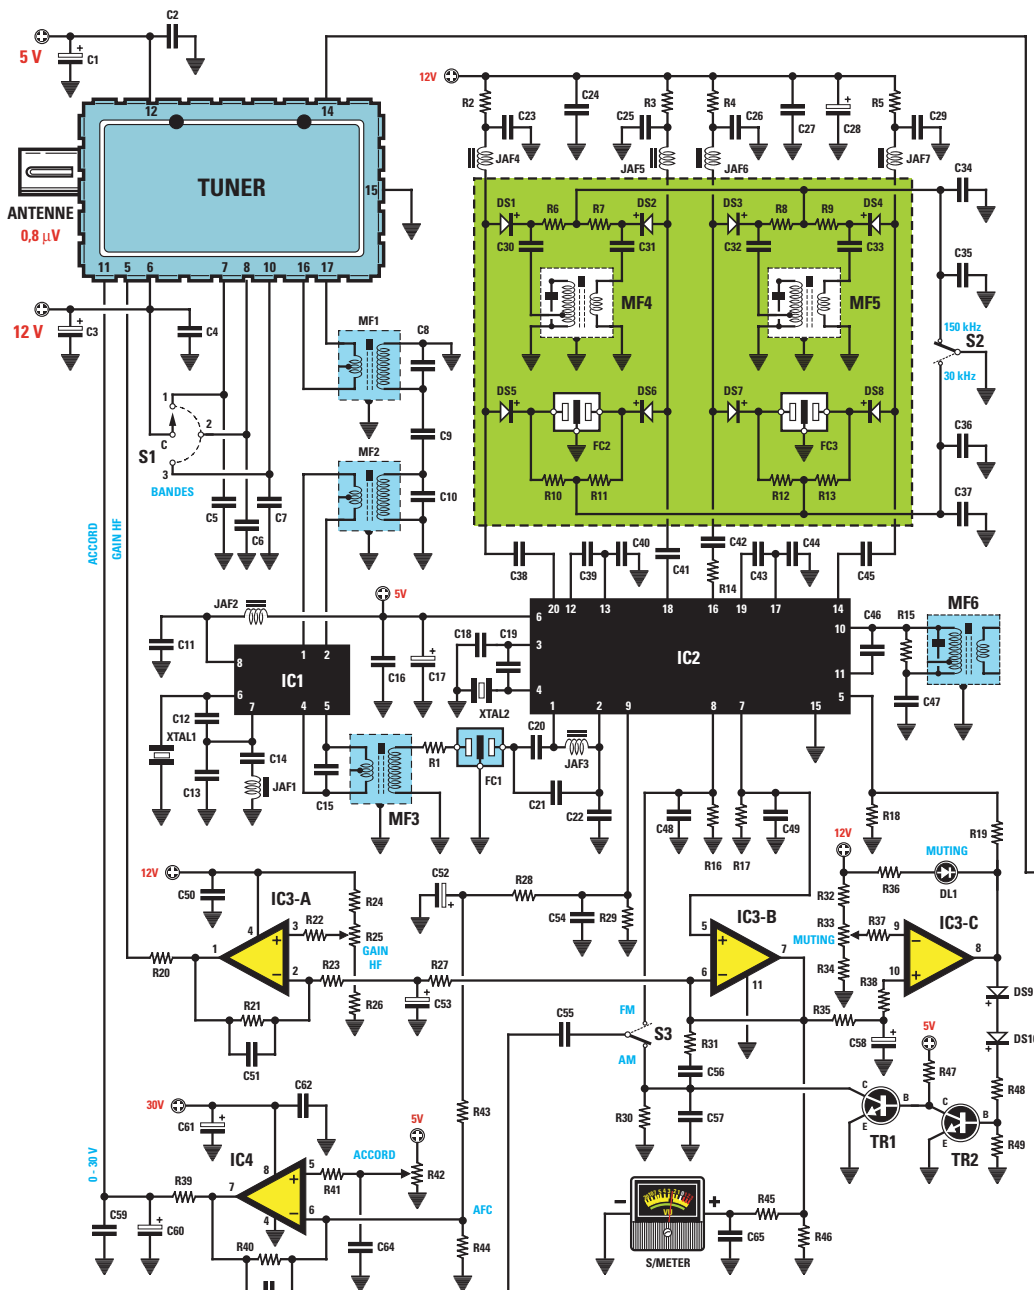 C2
5 V
C1
12
14
TUNER
15
ANTENNE
0,8 µV
11 5 6 7 8 10 16 17
12 V
C3
C4
1
2
C
3
S1
BANDES
C5
C6
C7
ACCORD
GAIN HF
MF1
C8
C9
MF2
C10
12V
R2
C23
C24
C25
R3
R4
C26
C27
C28
R5
C29
JAF4
JAF5
JAF6
JAF7
DS1
R6
R7
DS2
DS3
R8
R9
DS4
C30
C31
C32
C33
MF4
MF5
DS5
DS6
DS7
DS8
FC2
FC3
R10
R11
R12
R13
C34
C35
150 kHz
S2
30 kHz
C36
C37
C38
C39
C40
C41
C42
R14
C43
C44
C45
JAF2
5V
C11
8
1 2
IC1
6
7
4 5
C12
XTAL1
C13
C14
JAF1
C15
C16
C17
MF3
R1
FC1
C18
C19
XTAL2
C20
JAF3
C21
C22
20 12 13 18 16 19 17 14
6
3
4
IC2
10
11
5
1 2 9 8 7 15
C46
R15
MF6
C47
C48
R16
R17
C49
R18
R19
12V
MUTING
R36
DL1
R32
R33
MUTING
R34
R37
9
10
8
IC3-C
R38
R35
C58
DS9
DS10
5V
R47
R48
R49
C
B
E
TR1
C
B
E
TR2
12V
C50
IC3-A
4
3
1
2
R20
R22
R24
R25
GAIN
HF
R23
R26
R21
C51
C52
R28
C54
R29
R27
C53
IC3-B
5
6
7
11
FM
S3
AM
C55
R31
C56
R30
C57
R43
30V
C61
C62
IC4
5
8
7
6
4
ACCORD
5V
R41
R42
0 - 30 V
R39
C59
C60
R40
C64
AFC
R44
VU
S/METER
C65
R45
R46